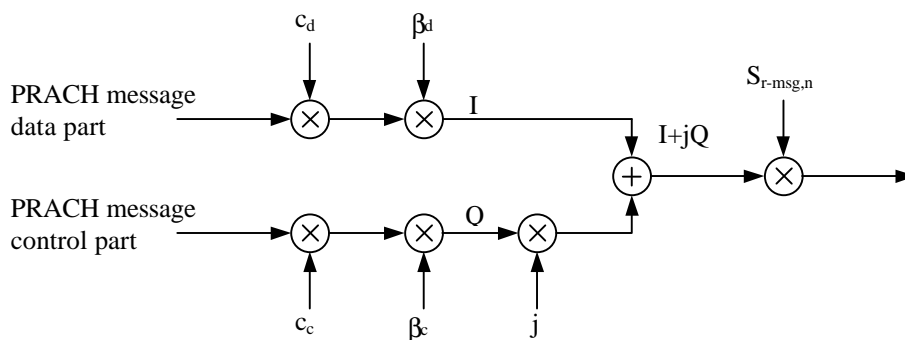 c_d
β_d
S_r-msg,n
PRACH message
data part
I
I+jQ
PRACH message
control part
Q
c_c
β_c
j